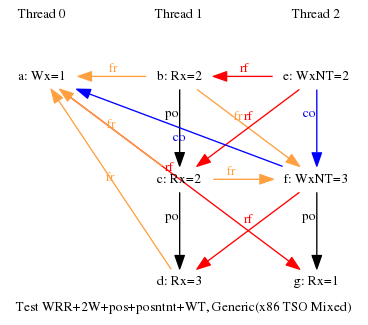 Thread 0 Thread 1 Thread 2
a: Wx=1 fr b: Rx=2 rf e: WxNT=2
po fr rf co
fr co
rf c: Rx=2 fr f: WxNT=3
fr
po rf po
d: Rx=3 g: Rx=1
Test WRR+2W+pos+posntnt+WT, Generic(x86 TSO Mixed)